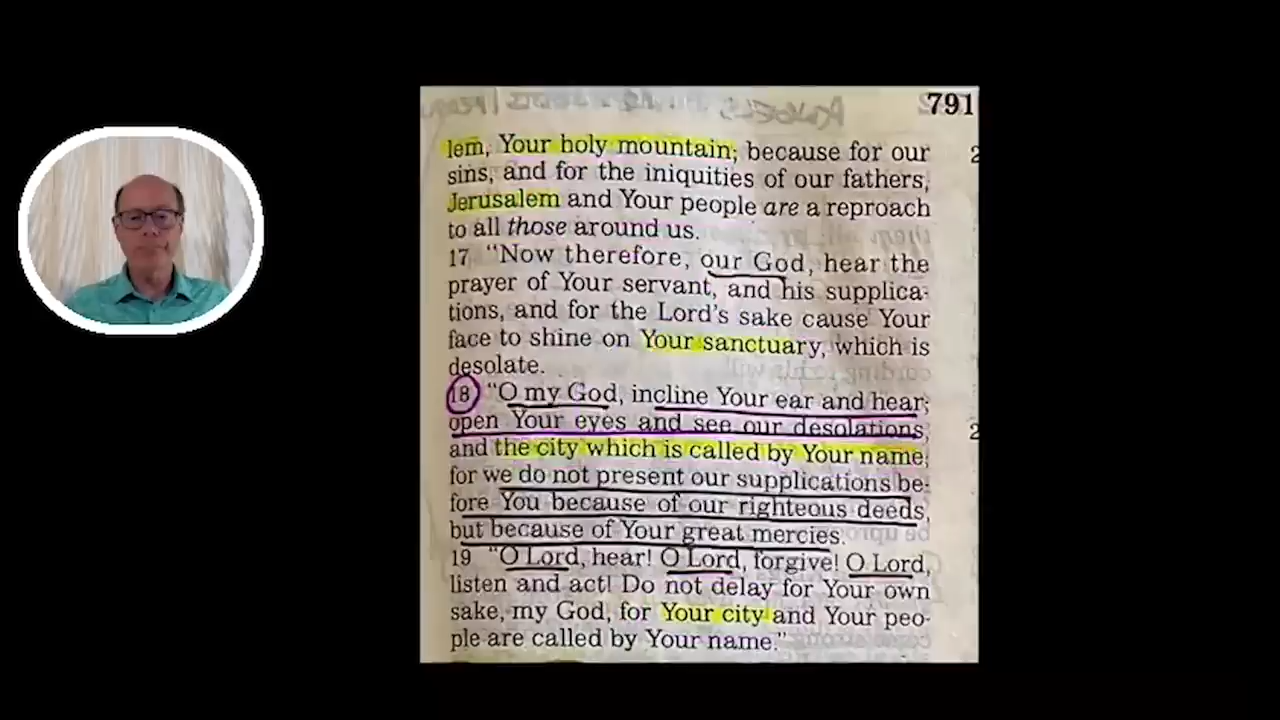 791
lem, Your holy mountain; because for our
sins, and for the iniquities of our fathers,
Jerusalem and Your people are a reproach
to all those around us.
17 "Now therefore, our God, hear the
prayer of Your servant, and his supplica-
tions, and for the Lord's sake cause Your
face to shine on Your sanctuary, which is
desolate.
18 "O my God, incline Your ear and hear;
open Your eyes and see our desolations,
and the city which is called by Your name;
for we do not present our supplications be-
fore You because of our righteous deeds,
but because of Your great mercies.
19 "O Lord, hear! O Lord, forgive! O Lord,
listen and act! Do not delay for Your own
sake, my God, for Your city and Your peo-
ple are called by Your name."